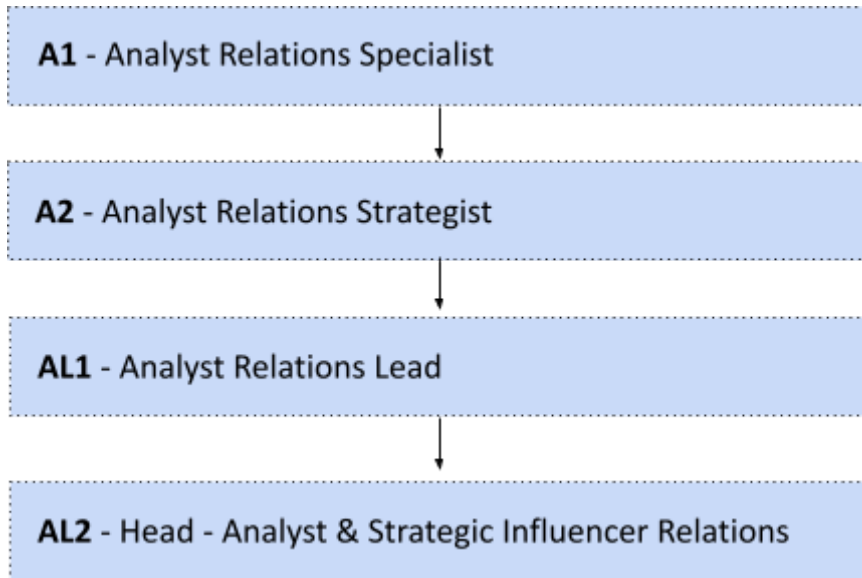 A1 - Analyst Relations Specialist
A2 - Analyst Relations Strategist
AL1 - Analyst Relations Lead
AL2 - Head - Analyst & Strategic Influencer Relations